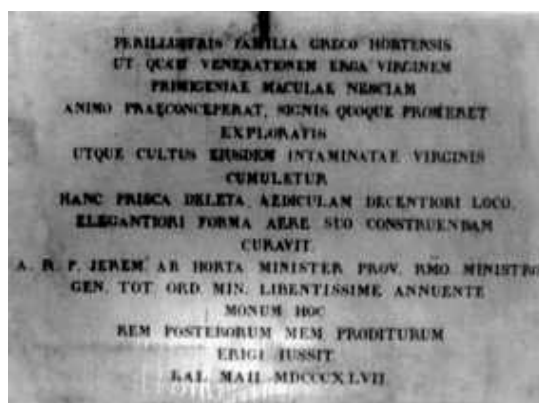 PERILLUSTRIS FAMILIA GRECO HORTENSIS
UT QUAM VENERATIONEM ERGA VIRGINEM
PRIMIGENIAE MACULAE NESCIAM
ANIMO PRAECONCEPERAT, SIGNIS QUOQUE PROMERET
EXPLORATIS
UTQUE CULTUS EJUSDEM INTAMINATAE VIRGINIS
CUMULETUR
HANC PRISCA DELETA, AEDICULAM DECENTIORI LOCO,
ELEGANTIORI FORMA AERE SUO CONSTRUENDAM
CURAVIT
A. R. P. JEREM. AB HORTA MINISTER PROV. RMO MINISTRO
GEN. TOT. ORD. MIN. LIBENTISSIME ANNUENTE
MONUM HOC
REM POSTERORUM MEM. PRODITURUM
ERIGI JUSSIT
KAL. MAII MDCCCXLVII